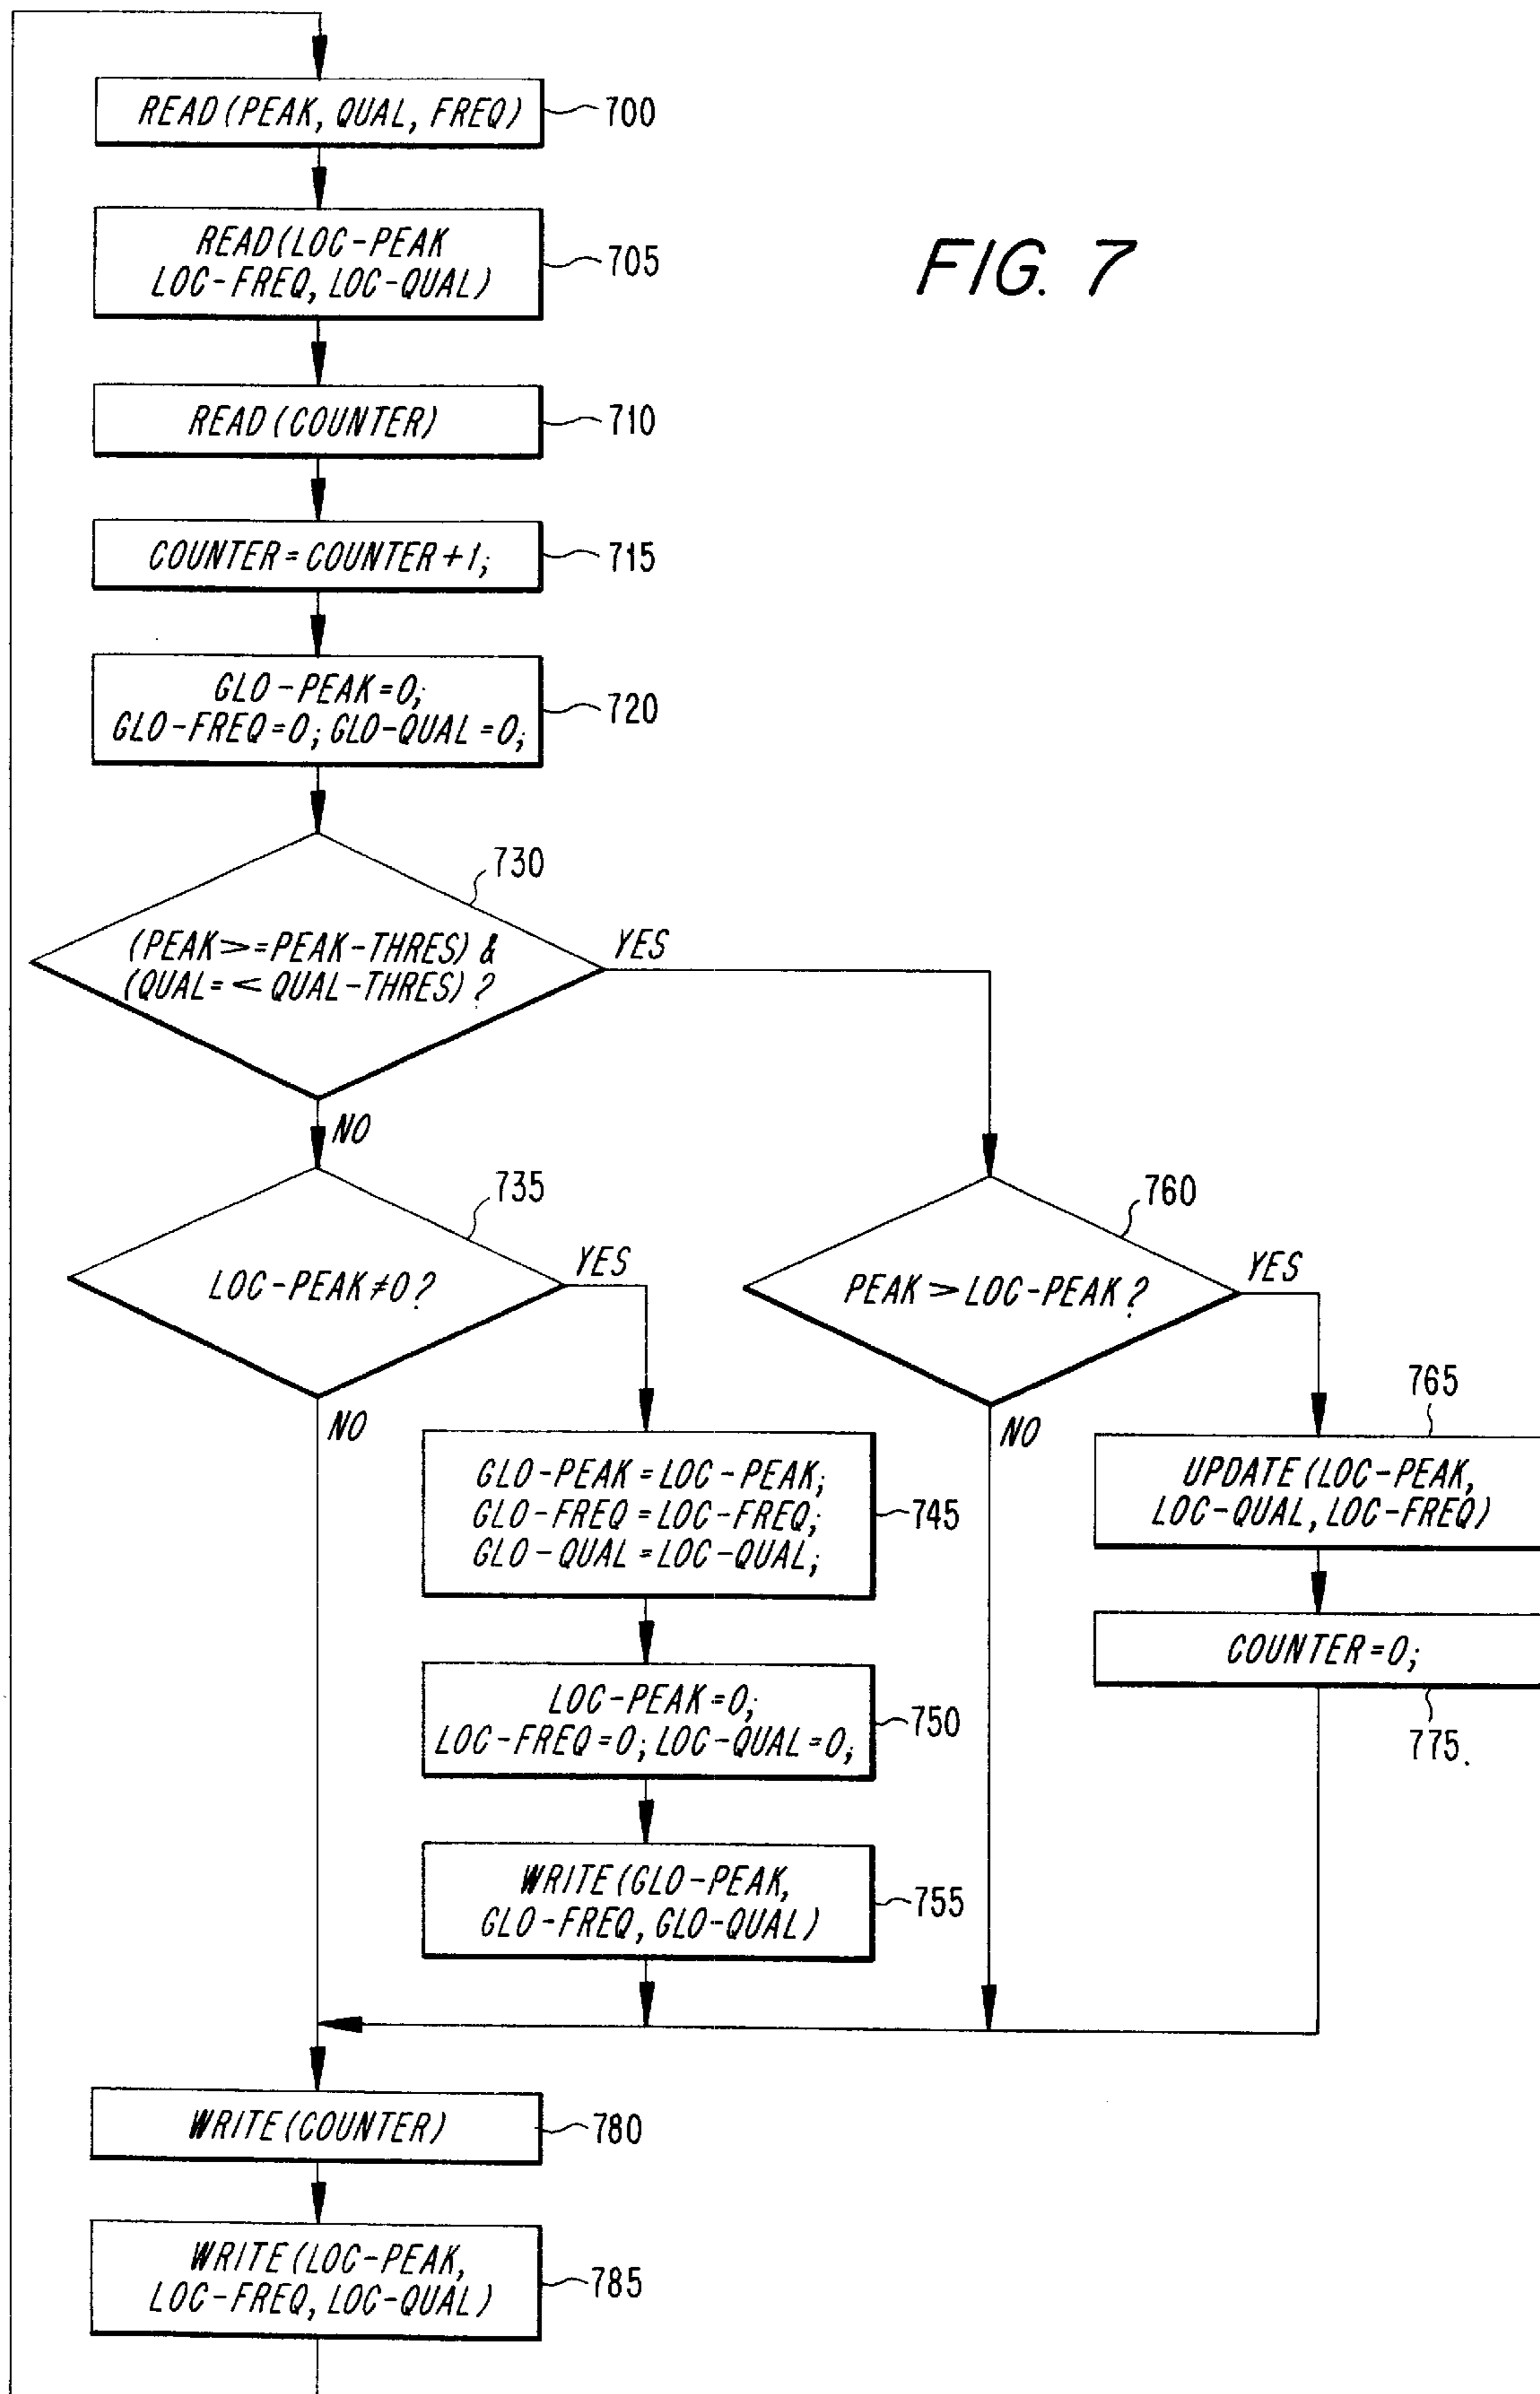 READ(PEAK, QUAL, FREQ)
700
READ(LOC-PEAK
LOC-FREQ, LOC-QUAL)
705
FIG. 7
READ(COUNTER)
710
COUNTER=COUNTER+1;
715
GLO-PEAK=0;
GLO-FREQ=0; GLO-QUAL=0;
720
730
(PEAK>=PEAK-THRES) &
(QUAL=< QUAL-THRES)?
YES
NO
735
LOC-PEAK≠0?
YES
NO
760
PEAK > LOC-PEAK?
YES
NO
GLO-PEAK=LOC-PEAK;
GLO-FREQ=LOC-FREQ;
GLO-QUAL=LOC-QUAL;
745
765
UPDATE(LOC-PEAK,
LOC-QUAL, LOC-FREQ)
COUNTER=0;
775.
LOC-PEAK=0;
LOC-FREQ=0; LOC-QUAL=0;
750
WRITE(GLO-PEAK,
GLO-FREQ, GLO-QUAL)
755
WRITE(COUNTER)
780
WRITE(LOC-PEAK,
LOC-FREQ, LOC-QUAL)
785